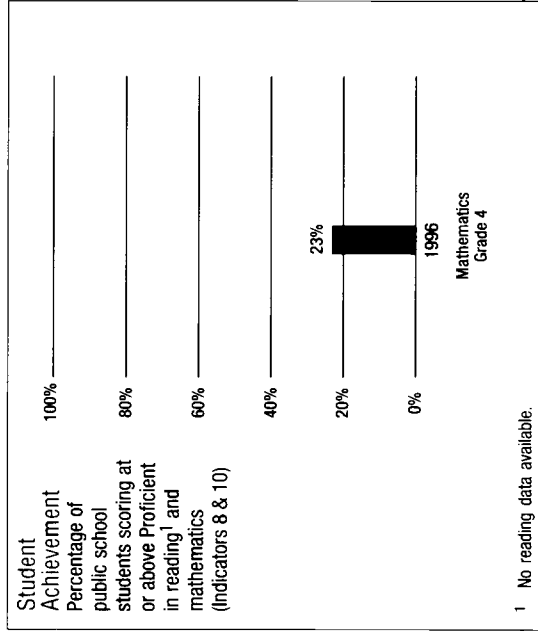 Student
Achievement
Percentage of
public school
students scoring at
or above Proficient
in reading1 and
mathematics
(Indicators 8 & 10)
100%
80%
60%
40%
20%
0%
23%
1996
Mathematics
Grade 4
1 No reading data available.